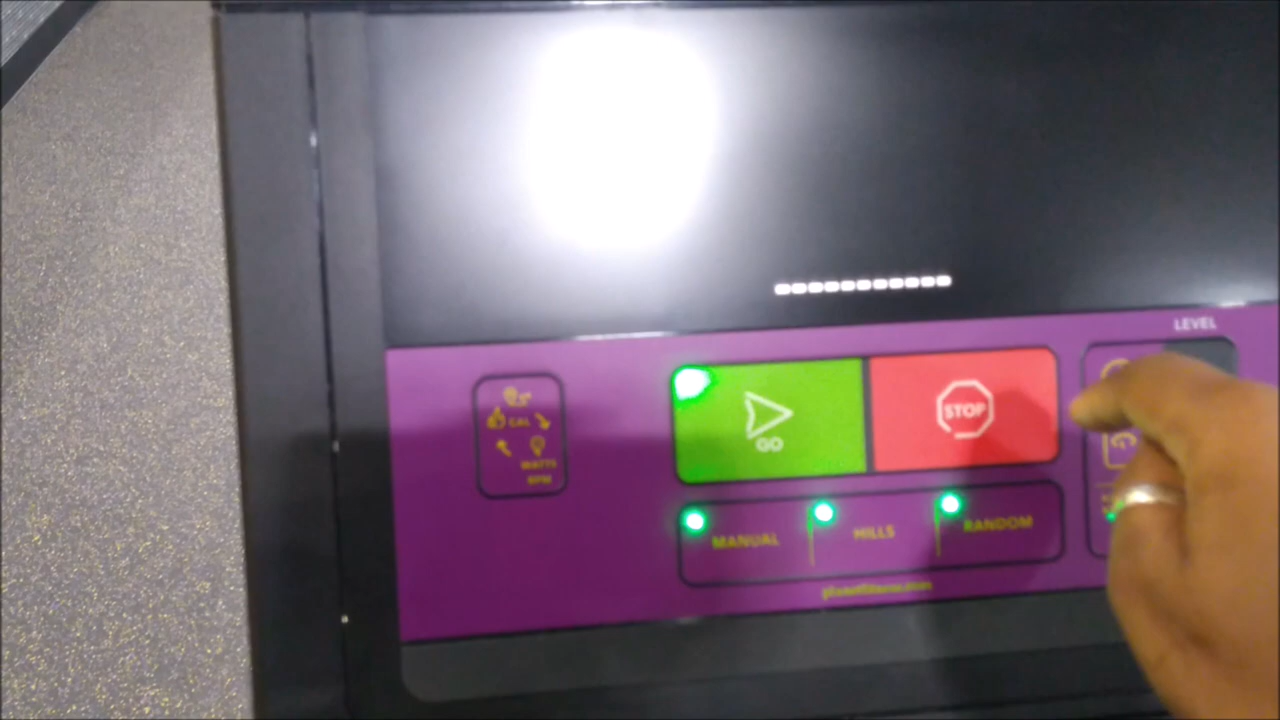 LEVEL
CAL
WATTS
RPM
GO
STOP
MANUAL
HILLS
RANDOM
planetfitness.com